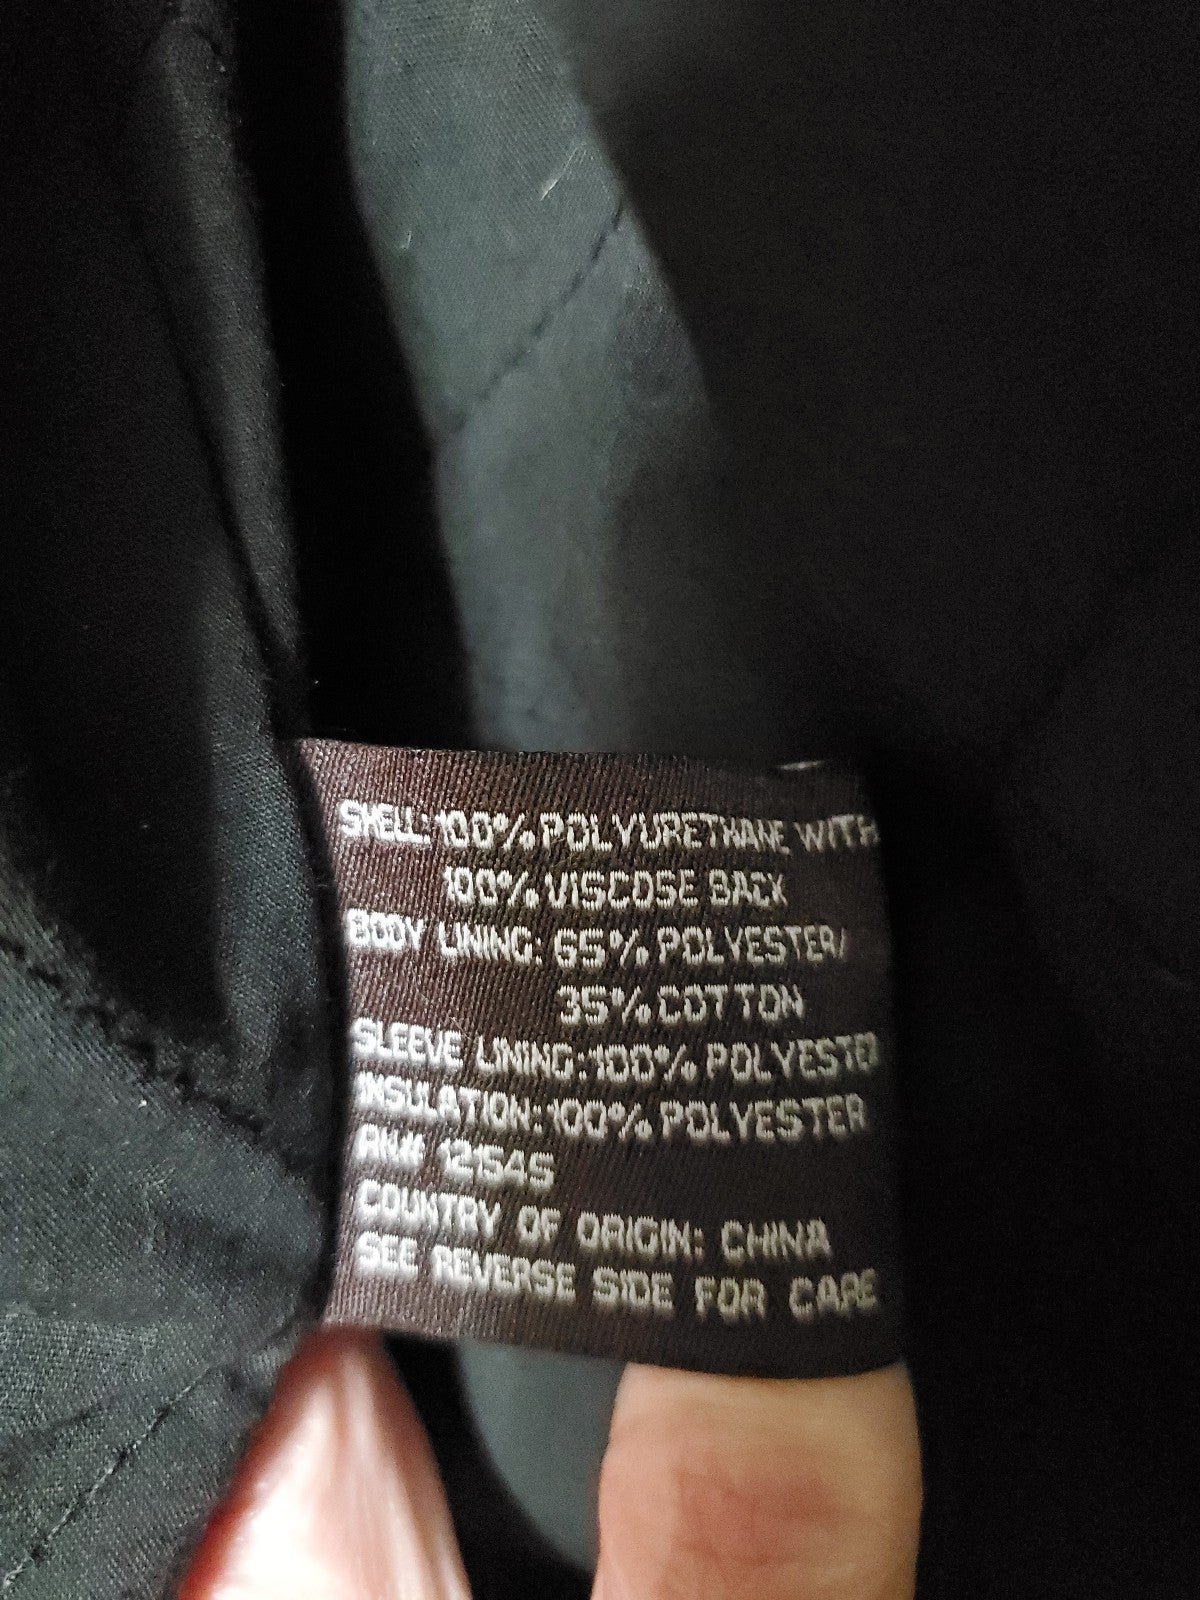 SHELL: 100% POLYURETHANE WITH
100% VISCOSE BACK
BODY LINING: 65% POLYESTER/
35% COTTON
SLEEVE LINING: 100% POLYESTER
INSULATION: 100% POLYESTER
RN# 121545
COUNTRY OF ORIGIN: CHINA
SEE REVERSE SIDE FOR CARE